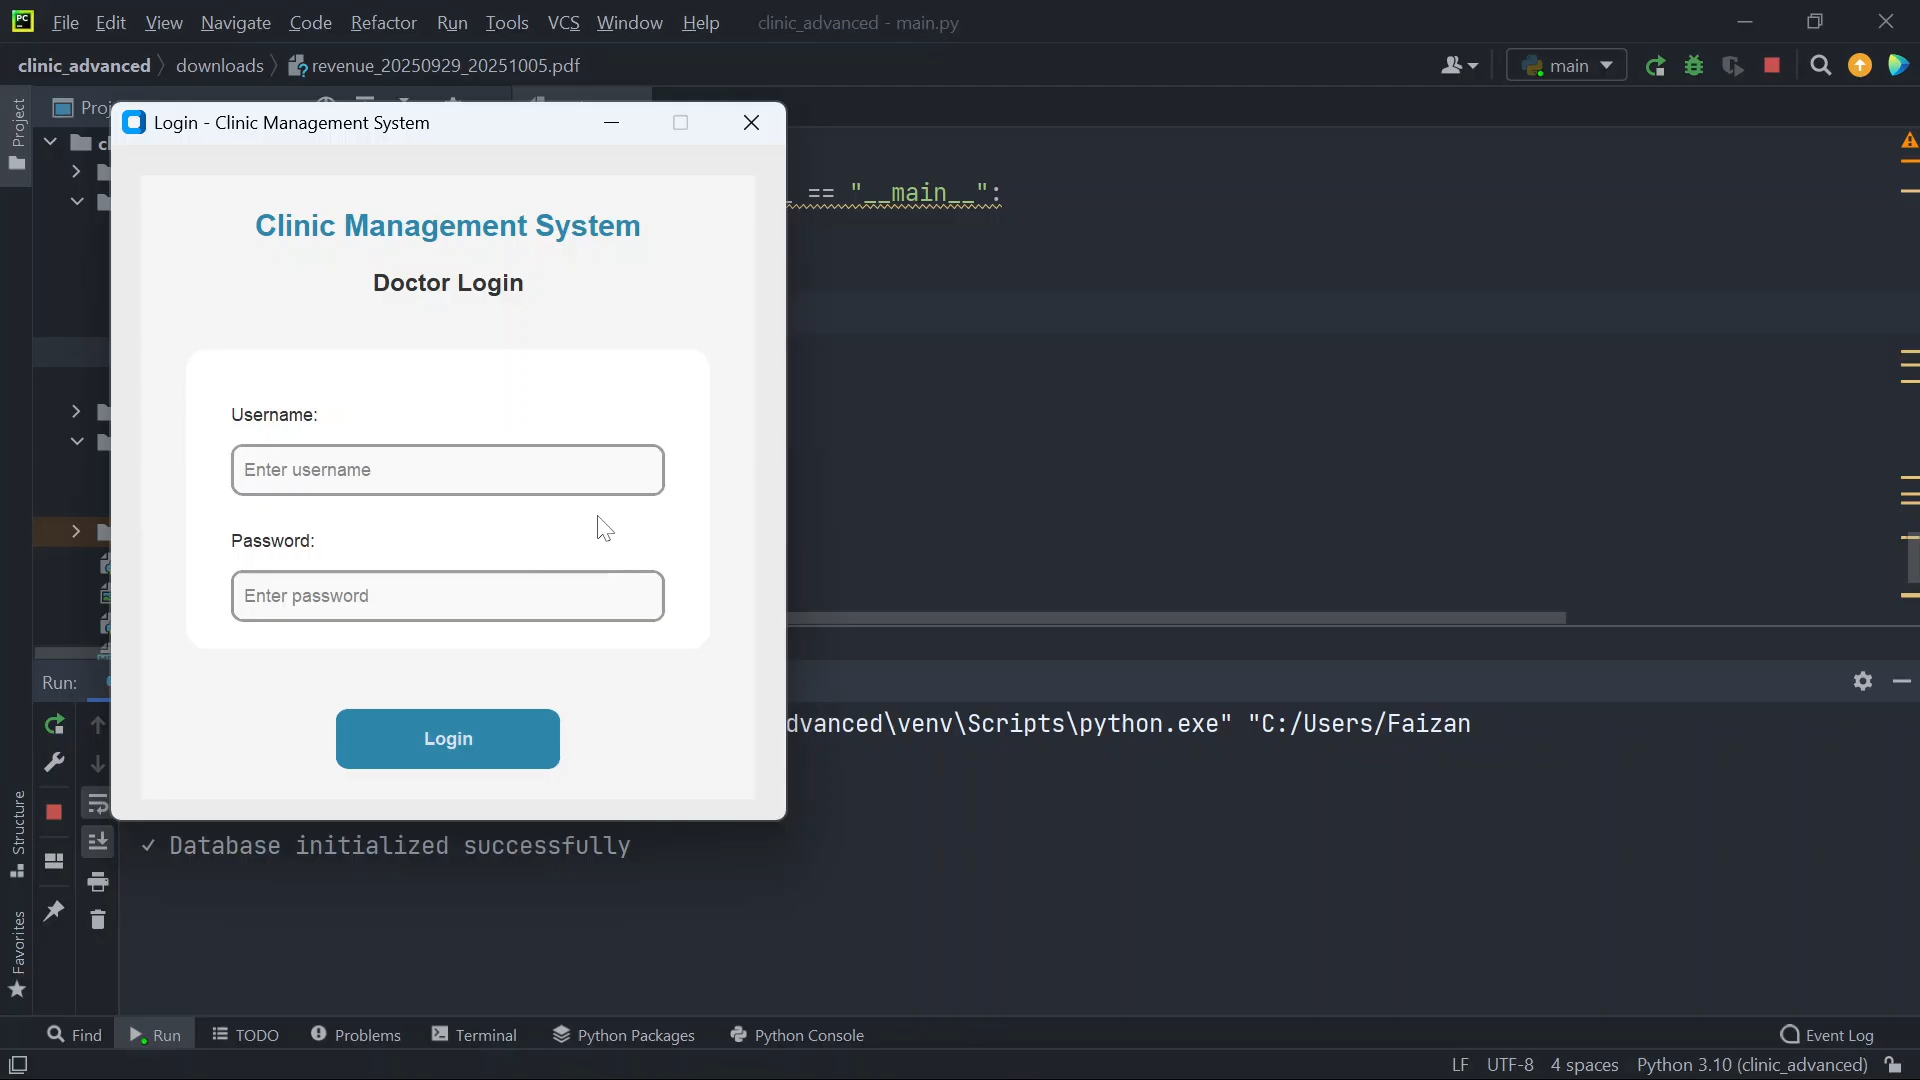 PC File Edit View Navigate Code Refactor Run Tools VCS Window Help clinic_advanced - main.py
clinic_advanced downloads revenue_20250929_20251005.pdf main
Project
Login - Clinic Management System
== "__main__":
Clinic Management System
Doctor Login
Username:
Enter username
Password:
Enter password
Login
Run:
dvanced\venv\Scripts\python.exe" "C:/Users/Faizan
✓ Database initialized successfully
Structure
Favorites
Find Run TODO Problems Terminal Python Packages Python Console Event Log
LF UTF-8 4 spaces Python 3.10 (clinic_advanced)